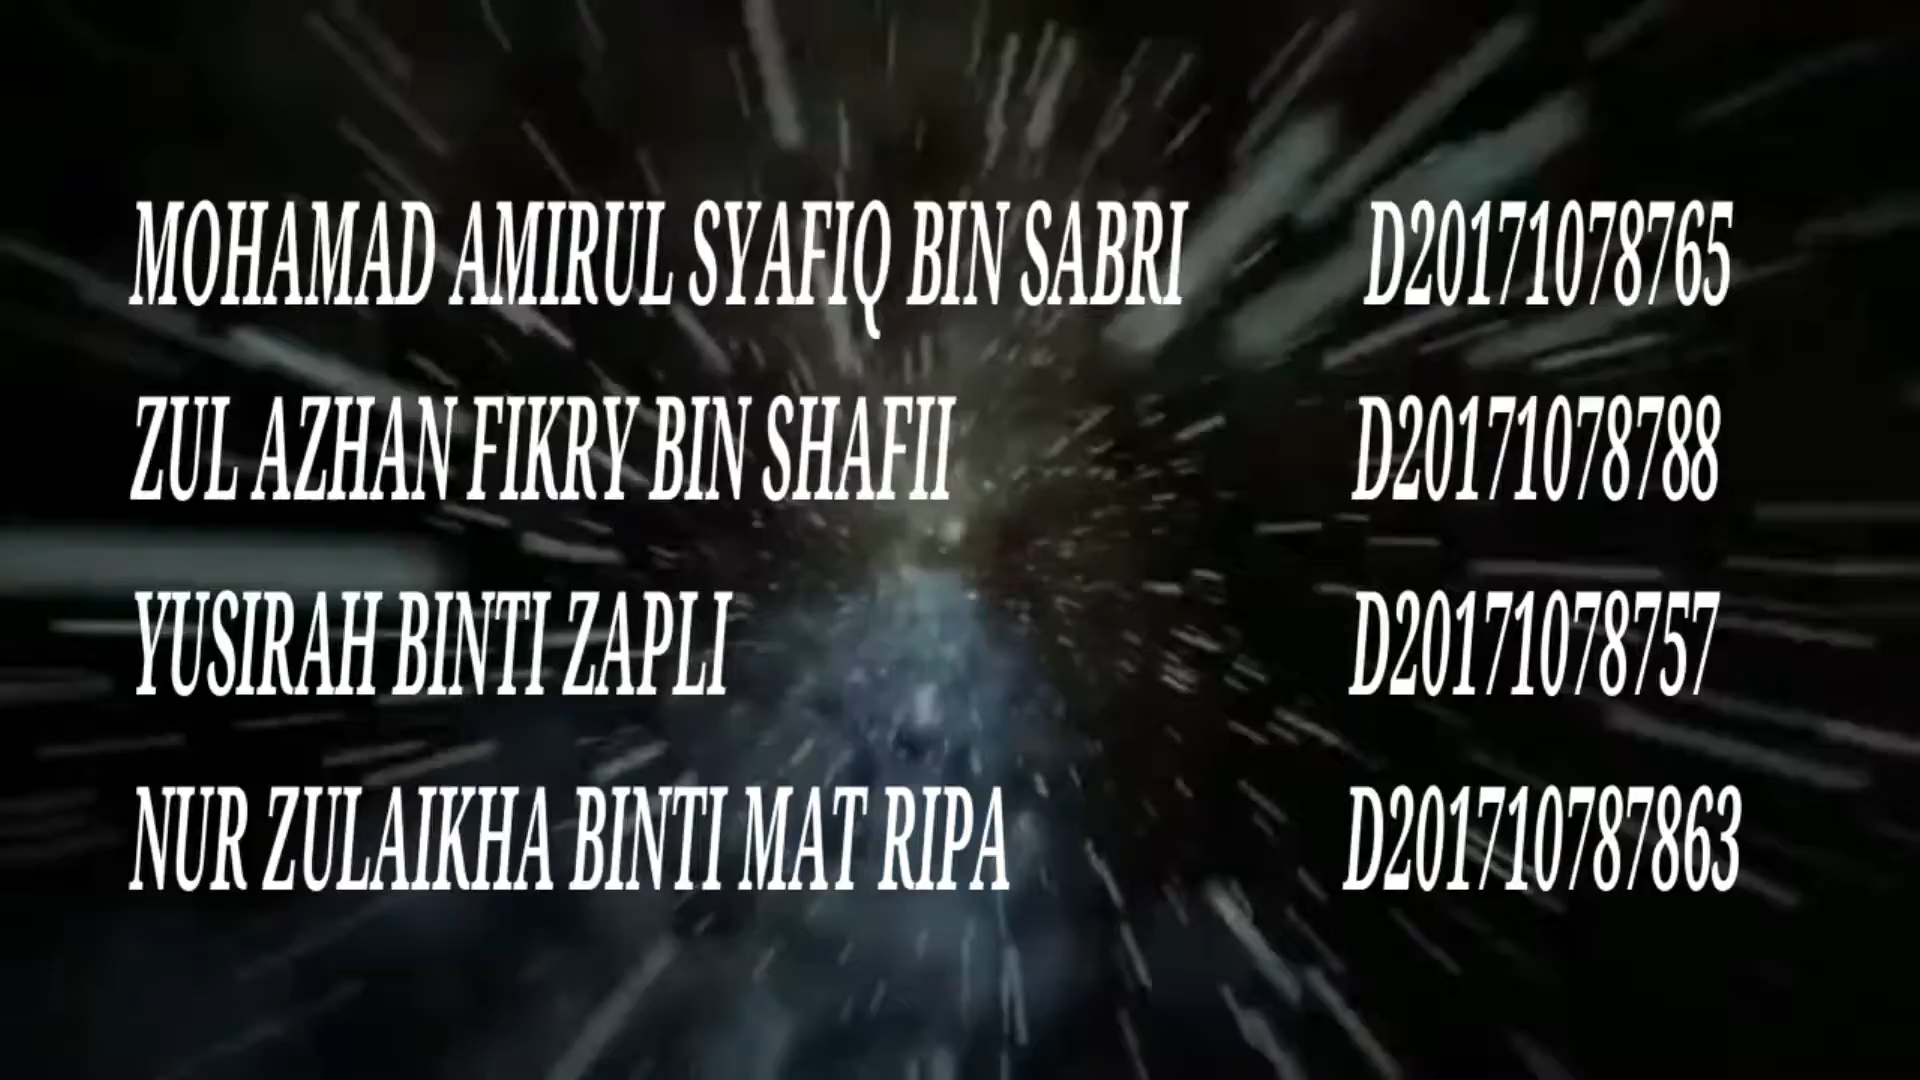 MOHAMAD AMIRUL SYAFIQ BIN SABRI D20171078765
ZUL AZHAN FIKRY BIN SHAFII D20171078788
YUSIRAH BINTI ZAPLI D20171078757
NUR ZULAIKHA BINTI MAT RIPA D201710787863